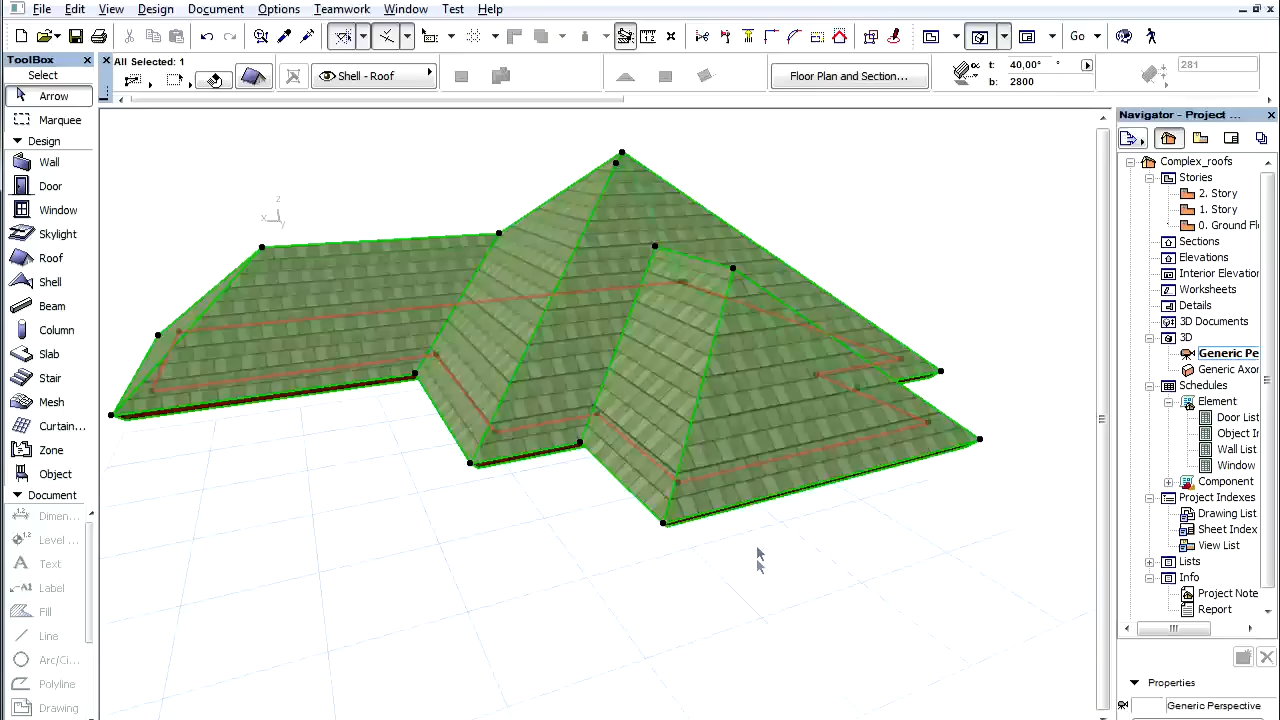 File Edit View Design Document Options Teamwork Window Test Help
Go
ToolBox
Select
Arrow
Marquee
Design
Wall
Door
Window
Skylight
Roof
Shell
Beam
Column
Slab
Stair
Mesh
Curtain...
Zone
Object
Document
Dimen...
Level ...
Text
Label
Fill
Line
Arc/Ci...
Polyline
Drawing
All Selected: 1
Shell - Roof
Floor Plan and Section...
t: 40,00° °
b: 2800
281
z
x
y
Navigator - Project ...
Complex_roofs
Stories
2. Story
1. Story
0. Ground Fl
Sections
Elevations
Interior Elevation
Worksheets
Details
3D Documents
3D
Generic Pe
Generic Axor
Schedules
Element
Door List
Object In
Wall List
Window
Component
Project Indexes
Drawing List
Sheet Index
View List
Lists
Info
Project Note
Report
Properties
Generic Perspective